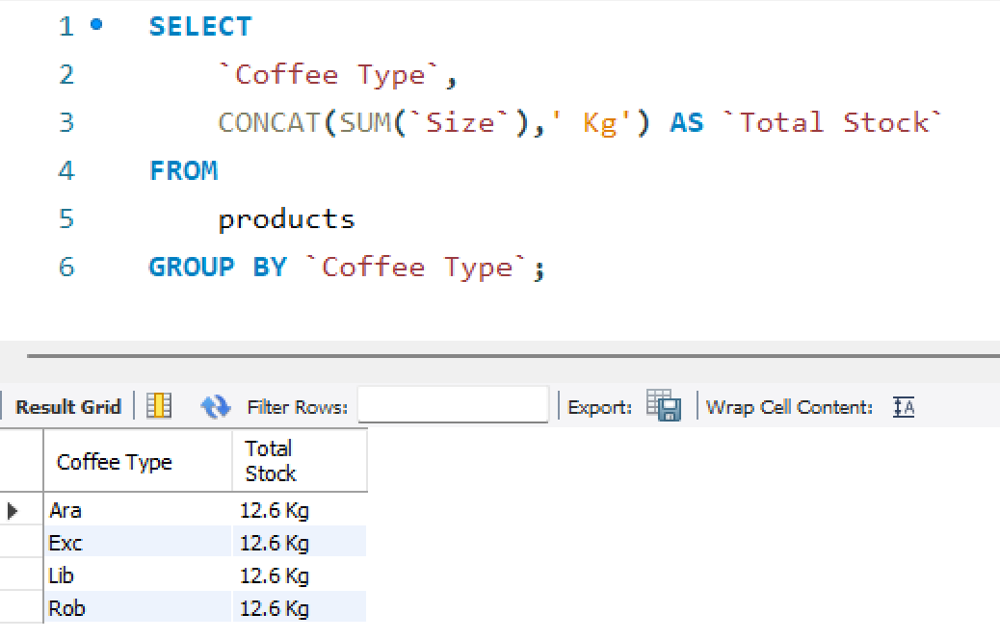 1 SELECT
2 `Coffee Type`,
3 CONCAT(SUM(`Size`),' Kg') AS `Total Stock`
4 FROM
5 products
6 GROUP BY `Coffee Type`;
Result Grid Filter Rows: Export: Wrap Cell Content: A
Coffee Type Total Stock
Ara 12.6 Kg
Exc 12.6 Kg
Lib 12.6 Kg
Rob 12.6 Kg